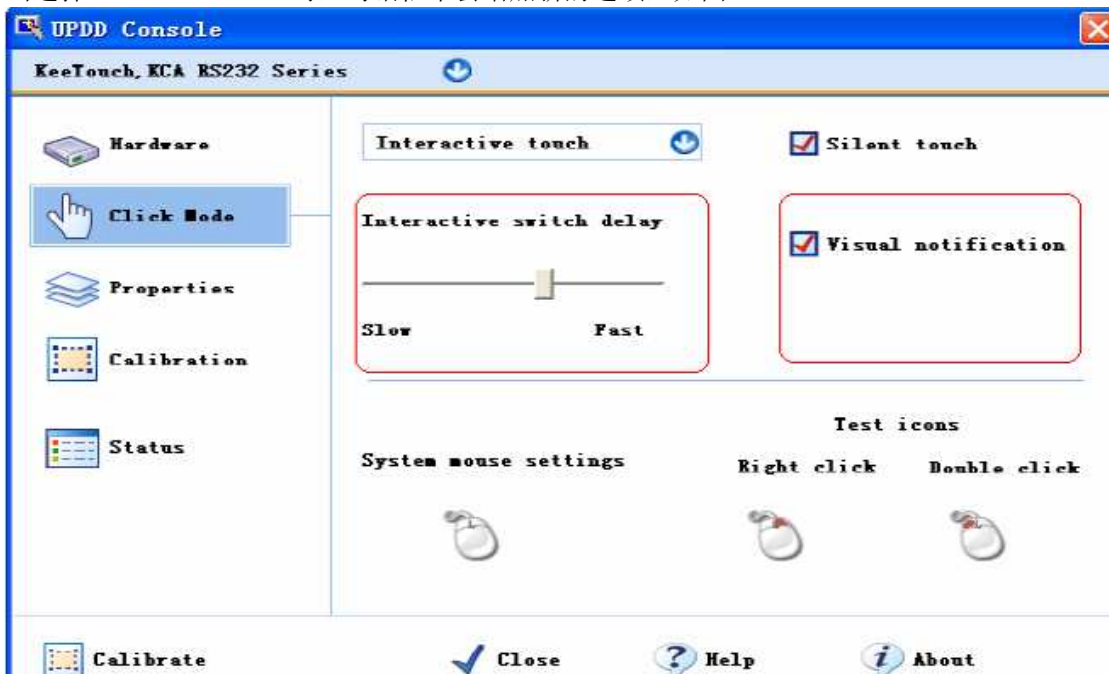 UPDD Console
KeeTouch, KCA RS232 Series
Hardware
Interactive touch
Silent touch
Click Mode
Interactive switch delay
Visual notification
Properties
Slow
Fast
Calibration
Test icons
Status
System mouse settings
Right click
Double click
Calibrate
Close
Help
About